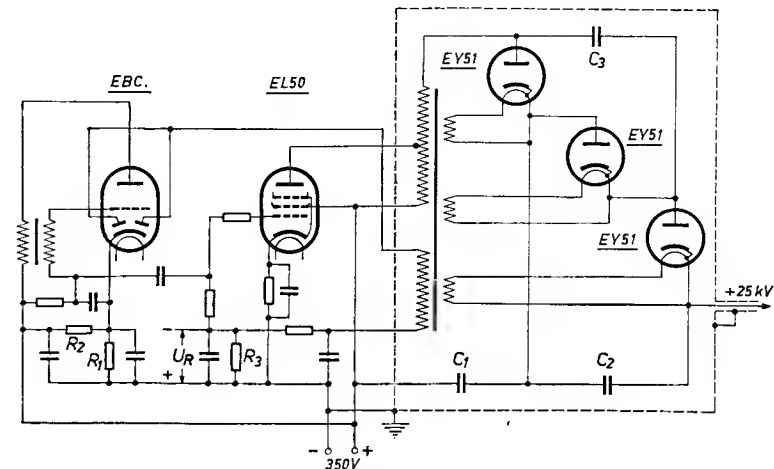 EBC.
EL50
EY51
C3
EY51
EY51
+25kV
R2
R1
UR
R3
C1
C2
-
+
- +
350V